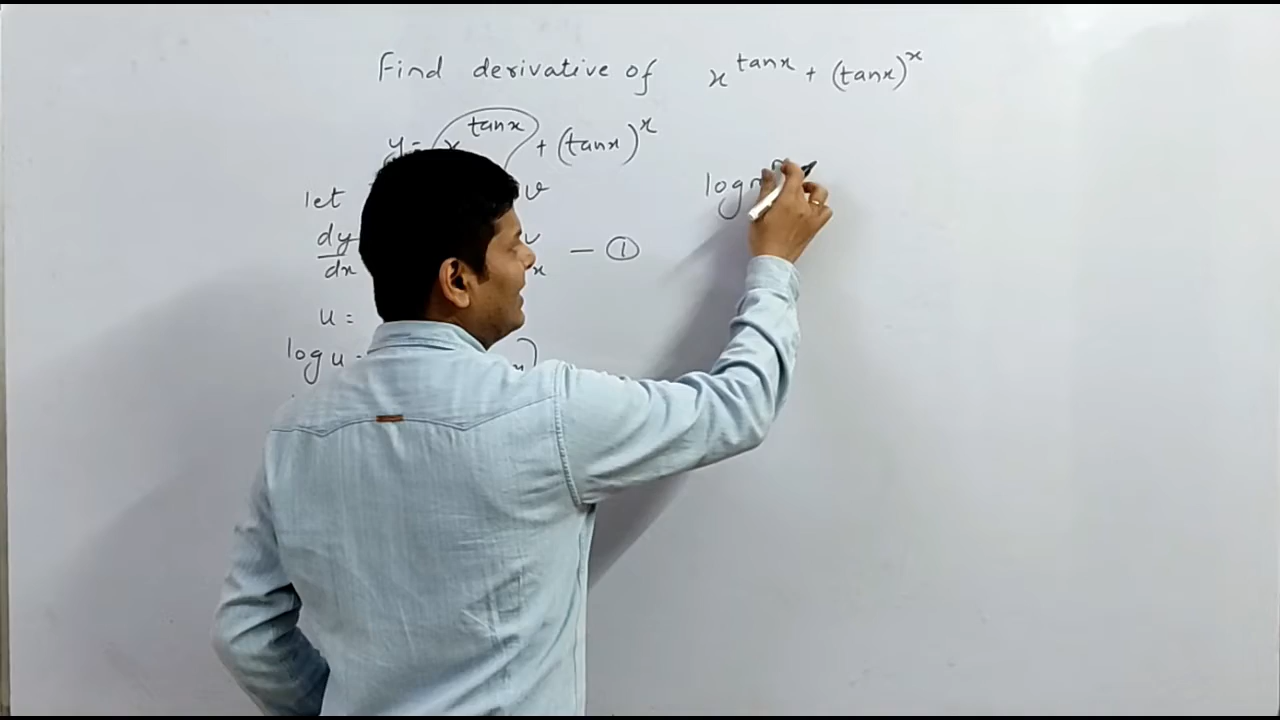 Find derivative of x^tanx + (tanx)^x
y = x^tanx + (tanx)^x
let v
dy/dx v x — ①
u =
log u = x)
log m